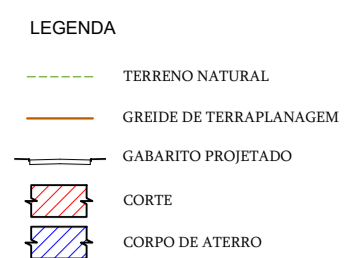 LEGENDA
TERRENO NATURAL
GREIDE DE TERRAPLANAGEM
GABARITO PROJETADO
CORTE
CORPO DE ATERRO